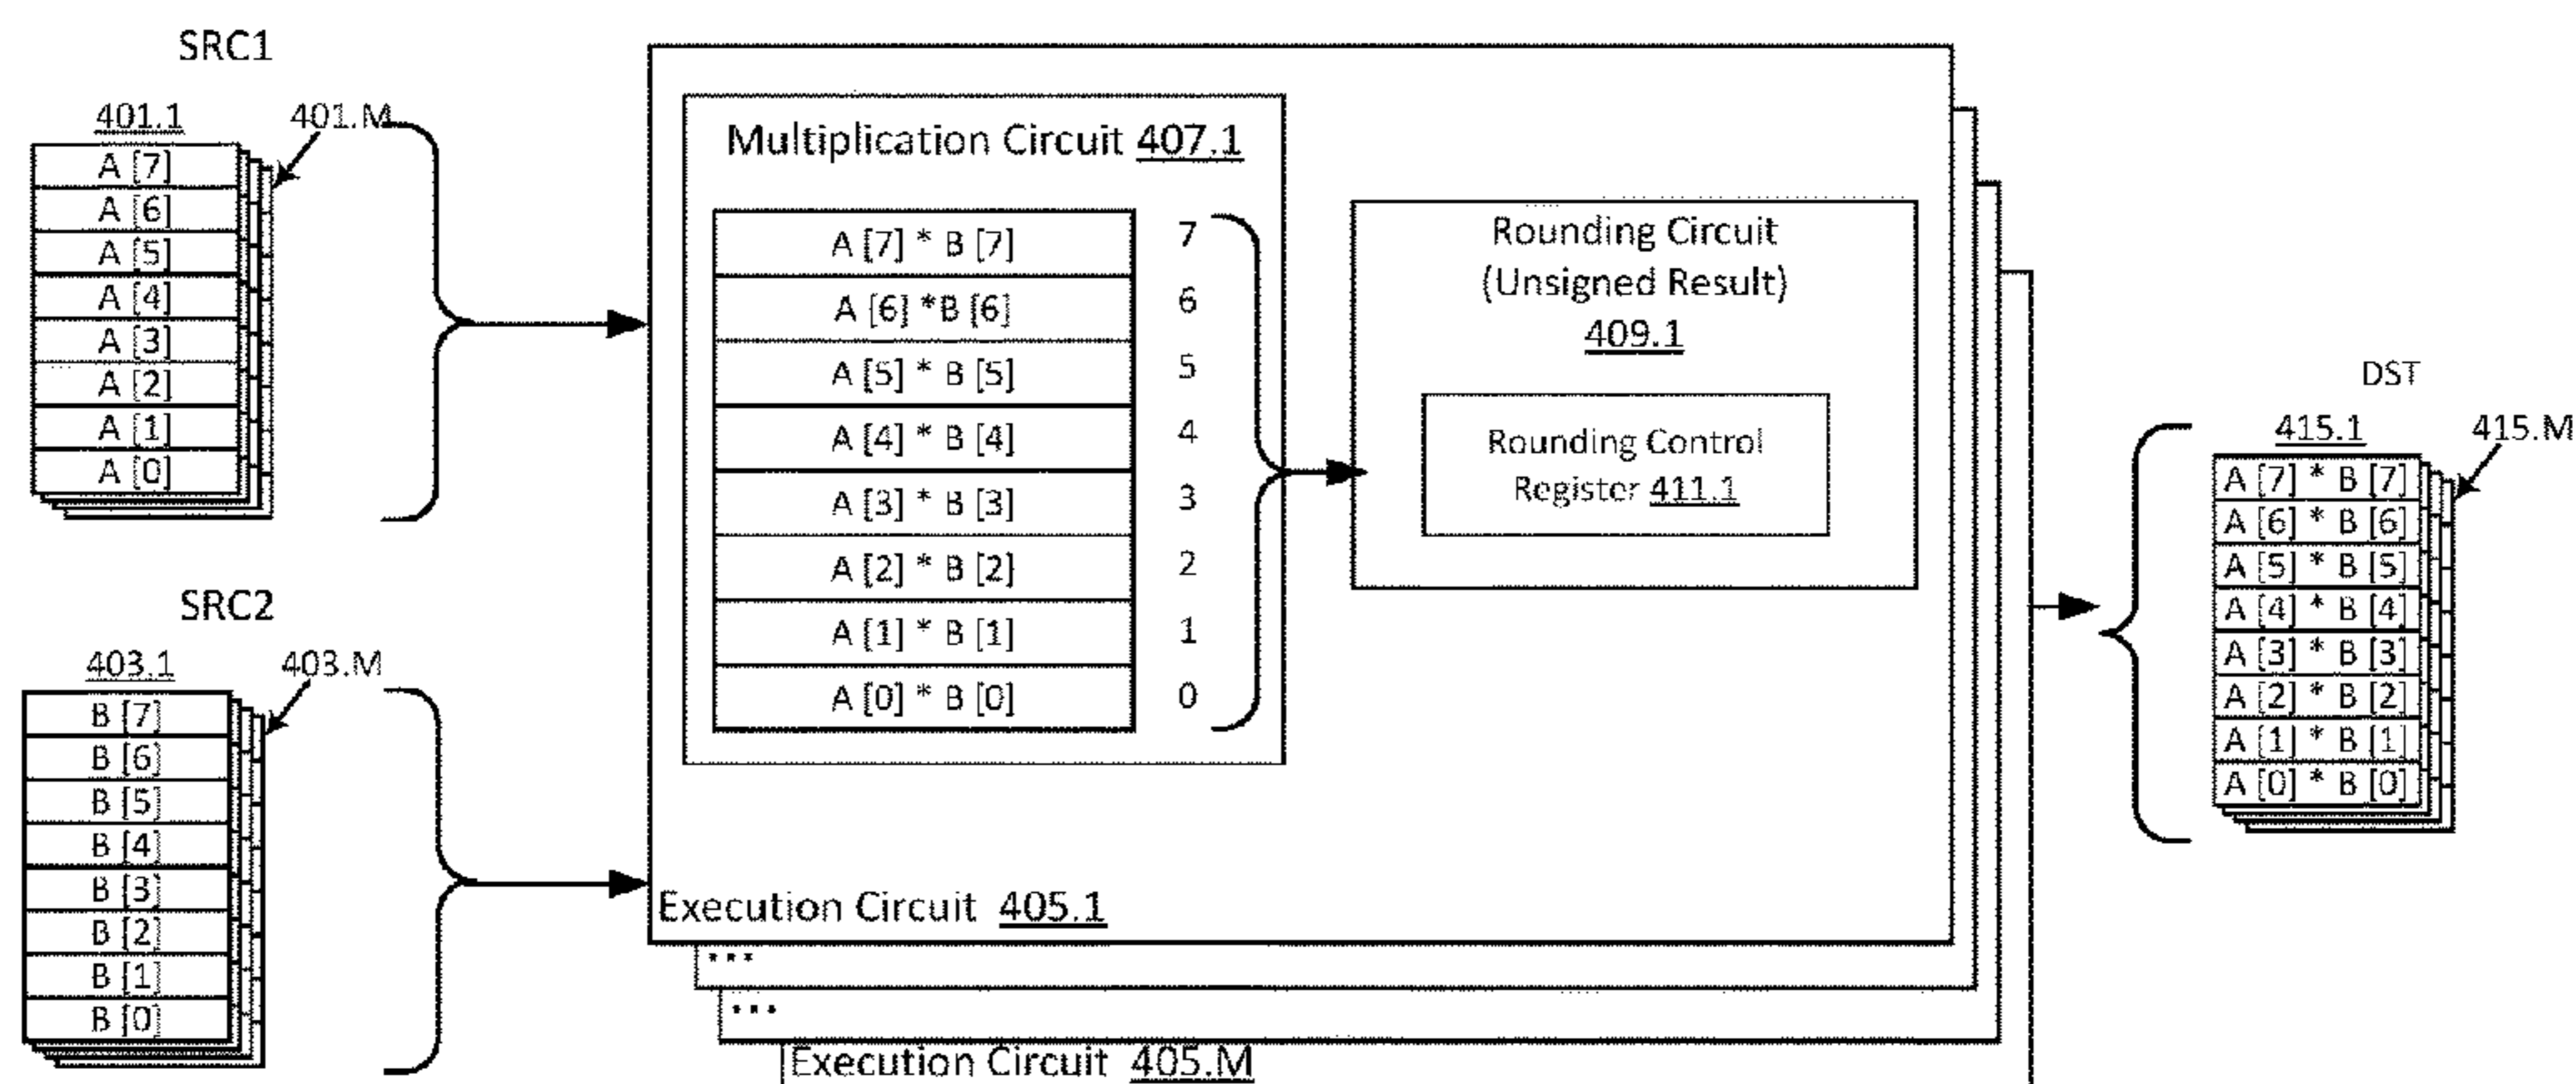 SRC1
401.1
401.M
A [7]
A [6]
A [5]
A [4]
A [3]
A [2]
A [1]
A [0]
SRC2
403.1
403.M
B [7]
B [6]
B [5]
B [4]
B [3]
B [2]
B [1]
B [0]
Multiplication Circuit 407.1
A [7] * B [7] 7
A [6] *B [6] 6
A [5] * B [5] 5
A [4] * B [4] 4
A [3] * B [3] 3
A [2] * B [2] 2
A [1] * B [1] 1
A [0] * B [0] 0
Rounding Circuit
(Unsigned Result)
409.1
Rounding Control
Register 411.1
Execution Circuit 405.1
...
...
Execution Circuit 405.M
DST
415.1
415.M
A [7] * B [7]
A [6] * B [6]
A [5] * B [5]
A [4] * B [4]
A [3] * B [3]
A [2] * B [2]
A [1] * B [1]
A [0] * B [0]